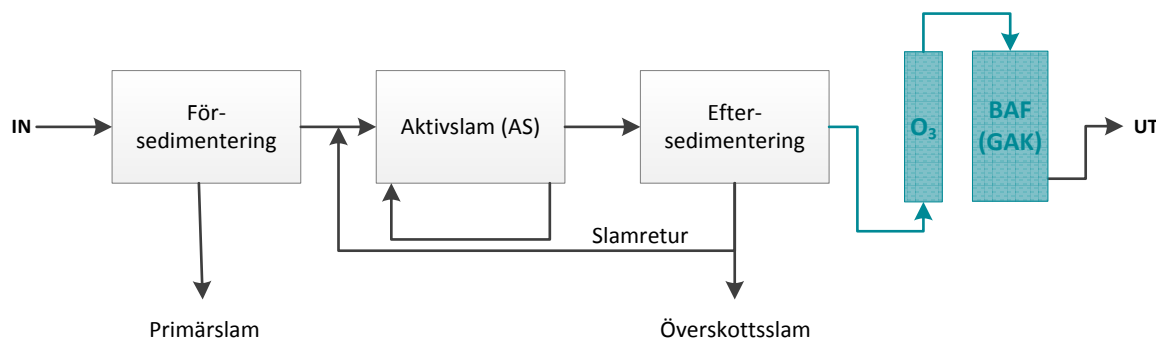 IN
För-
sedimentering
Aktivslam (AS)
Efter-
sedimentering
O₃
BAF
(GAK)
UT
Slamretur
Primärslam
Överskottsslam